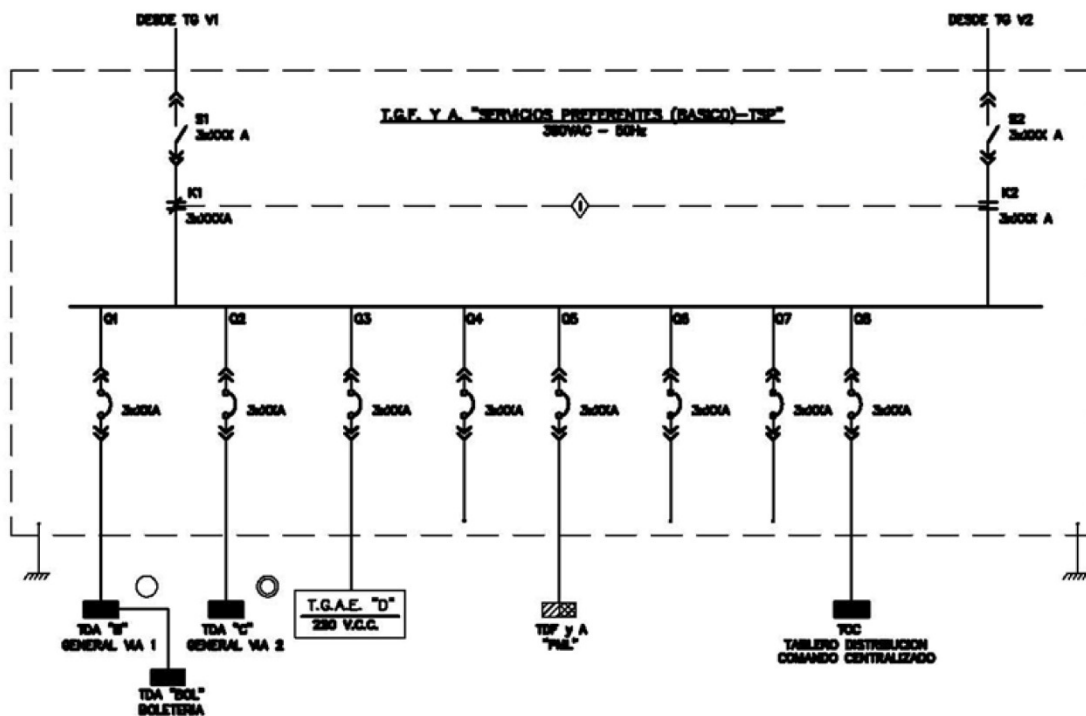 DESDE TG V1
DESDE TG V2
T.G.F. Y A. "SERVICIOS PREFERENTES (BASICO)-TSP"
380VAC - 50Hz
S1
3xXXX A
S2
3xXXX A
K1
3xXXXA
I
K2
3xXXX A
Q1
Q2
Q3
Q4
Q5
Q6
Q7
Q8
3xXXA
3xXXA
3xXXA
3xXXA
3xXXA
3xXXA
3xXXA
3xXXA
TDA "B"
GENERAL VIA 1
TDA "C"
GENERAL VIA 2
T.G.A.E. "D"
220 V.C.C.
TDF y A
"PML"
TCC
TABLERO DISTRIBUCION
COMANDO CENTRALIZADO
TDA "BOL"
BOLETERIA